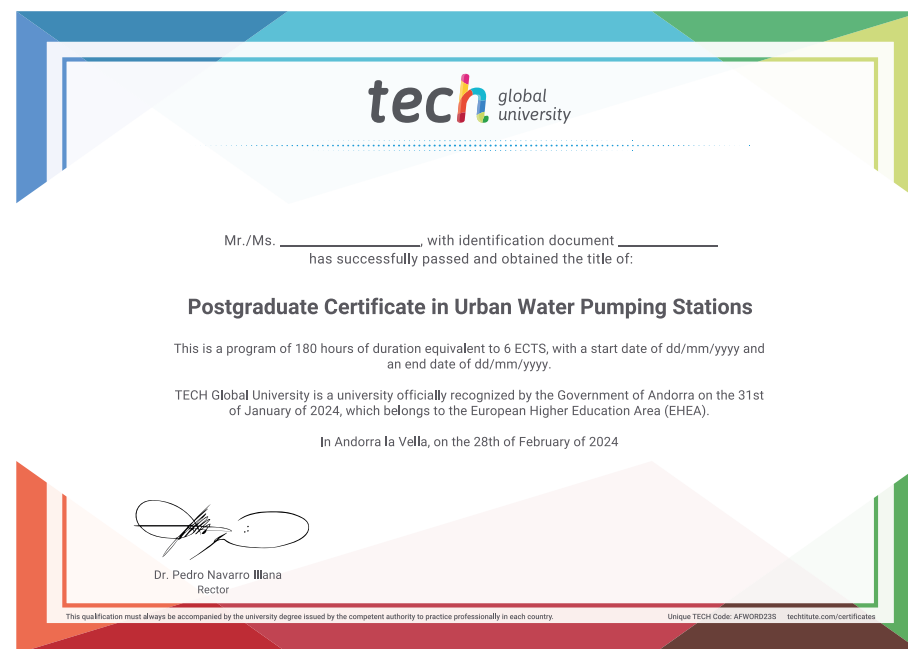 tech global
university
Mr./Ms. ____________, with identification document ____________
has successfully passed and obtained the title of:
Postgraduate Certificate in Urban Water Pumping Stations
This is a program of 180 hours of duration equivalent to 6 ECTS, with a start date of dd/mm/yyyy and
an end date of dd/mm/yyyy.
TECH Global University is a university officially recognized by the Government of Andorra on the 31st
of January of 2024, which belongs to the European Higher Education Area (EHEA).
In Andorra la Vella, on the 28th of February of 2024
Dr. Pedro Navarro Illana
Rector
This qualification must always be accompanied by the university degree issued by the competent authority to practice professionally in each country.
Unique TECH Code: AFWORD23S techtitute.com/certificates